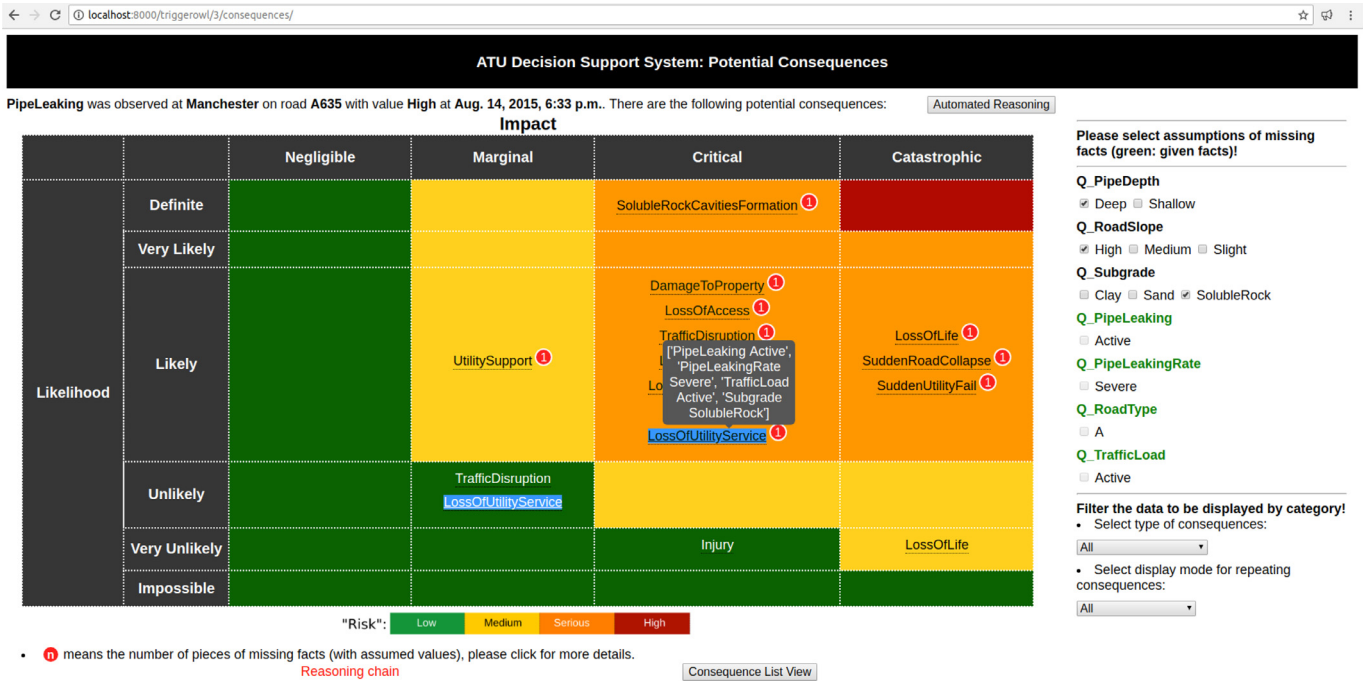 localhost:8000/triggerowl/3/consequences/
ATU Decision Support System: Potential Consequences
PipeLeaking was observed at Manchester on road A635 with value High at Aug. 14, 2015, 6:33 p.m.. There are the following potential consequences:
Automated Reasoning
Impact
Negligible Marginal Critical Catastrophic
Likelihood
Definite
SolubleRockCavitiesFormation 1
Very Likely
Likely
UtilitySupport 1
DamageToProperty 1
LossOfAccess 1
TrafficDisruption 1
['PipeLeaking Active',
'PipeLeakingRate
Severe', 'TrafficLoad
Active', 'Subgrade
SolubleRock']
LossOfUtilityService 1
LossOfLife 1
SuddenRoadCollapse 1
SuddenUtilityFail 1
Unlikely
TrafficDisruption
LossOfUtilityService
Very Unlikely
Injury
LossOfLife
Impossible
"Risk": Low Medium Serious High
n means the number of pieces of missing facts (with assumed values), please click for more details.
Reasoning chain
Consequence List View
Please select assumptions of missing
facts (green: given facts)!
Q_PipeDepth
Deep Shallow
Q_RoadSlope
High Medium Slight
Q_Subgrade
Clay Sand SolubleRock
Q_PipeLeaking
Active
Q_PipeLeakingRate
Severe
Q_RoadType
A
Q_TrafficLoad
Active
Filter the data to be displayed by category!
• Select type of consequences:
All
• Select display mode for repeating
consequences:
All